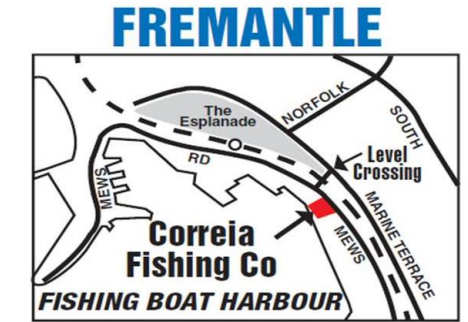 FREMANTLE
The
Esplanade
NORFOLK
SOUTH
RD
Level
Crossing
MEWS
MARINE TERRACE
MEWS
Correia
Fishing Co
FISHING BOAT HARBOUR